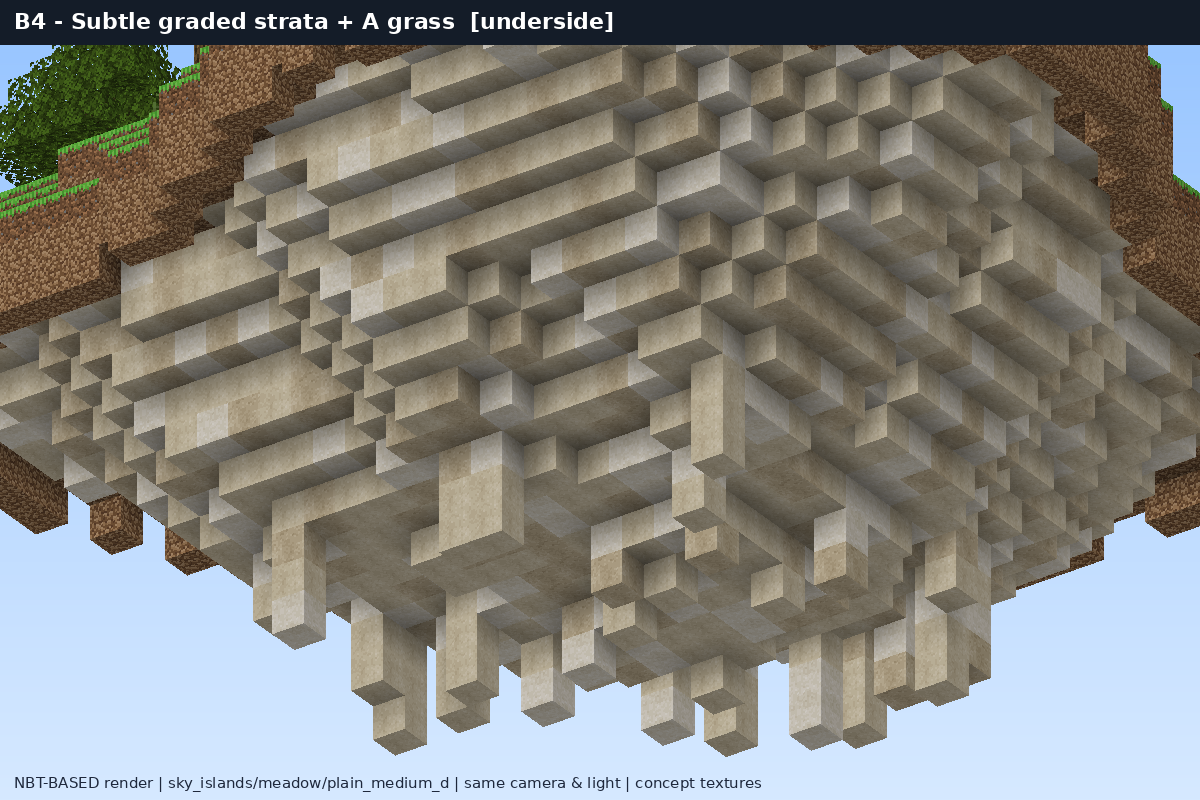 B4 - Subtle graded strata + A grass [underside]
NBT-BASED render | sky_islands/meadow/plain_medium_d | same camera & light | concept textures